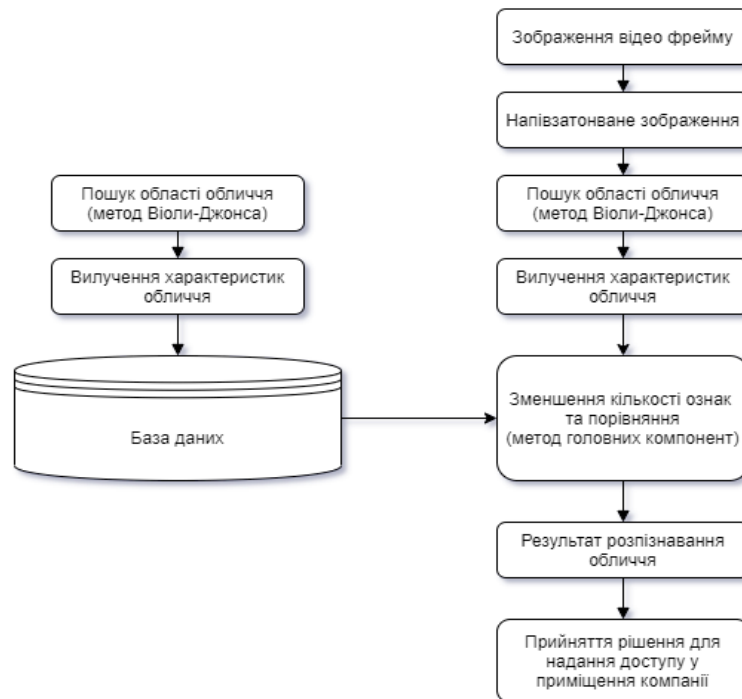 Зображення відео фрейму
Напівзатонване зображення
Пошук області обличчя
(метод Віоли-Джонса)
Вилучення характеристик
обличчя
База даних
Пошук області обличчя
(метод Віоли-Джонса)
Вилучення характеристик
обличчя
Зменшення кількості ознак
та порівняння
(метод головних компонент)
Результат розпізнавання
обличчя
Прийняття рішення для
надання доступу у
приміщення компанії